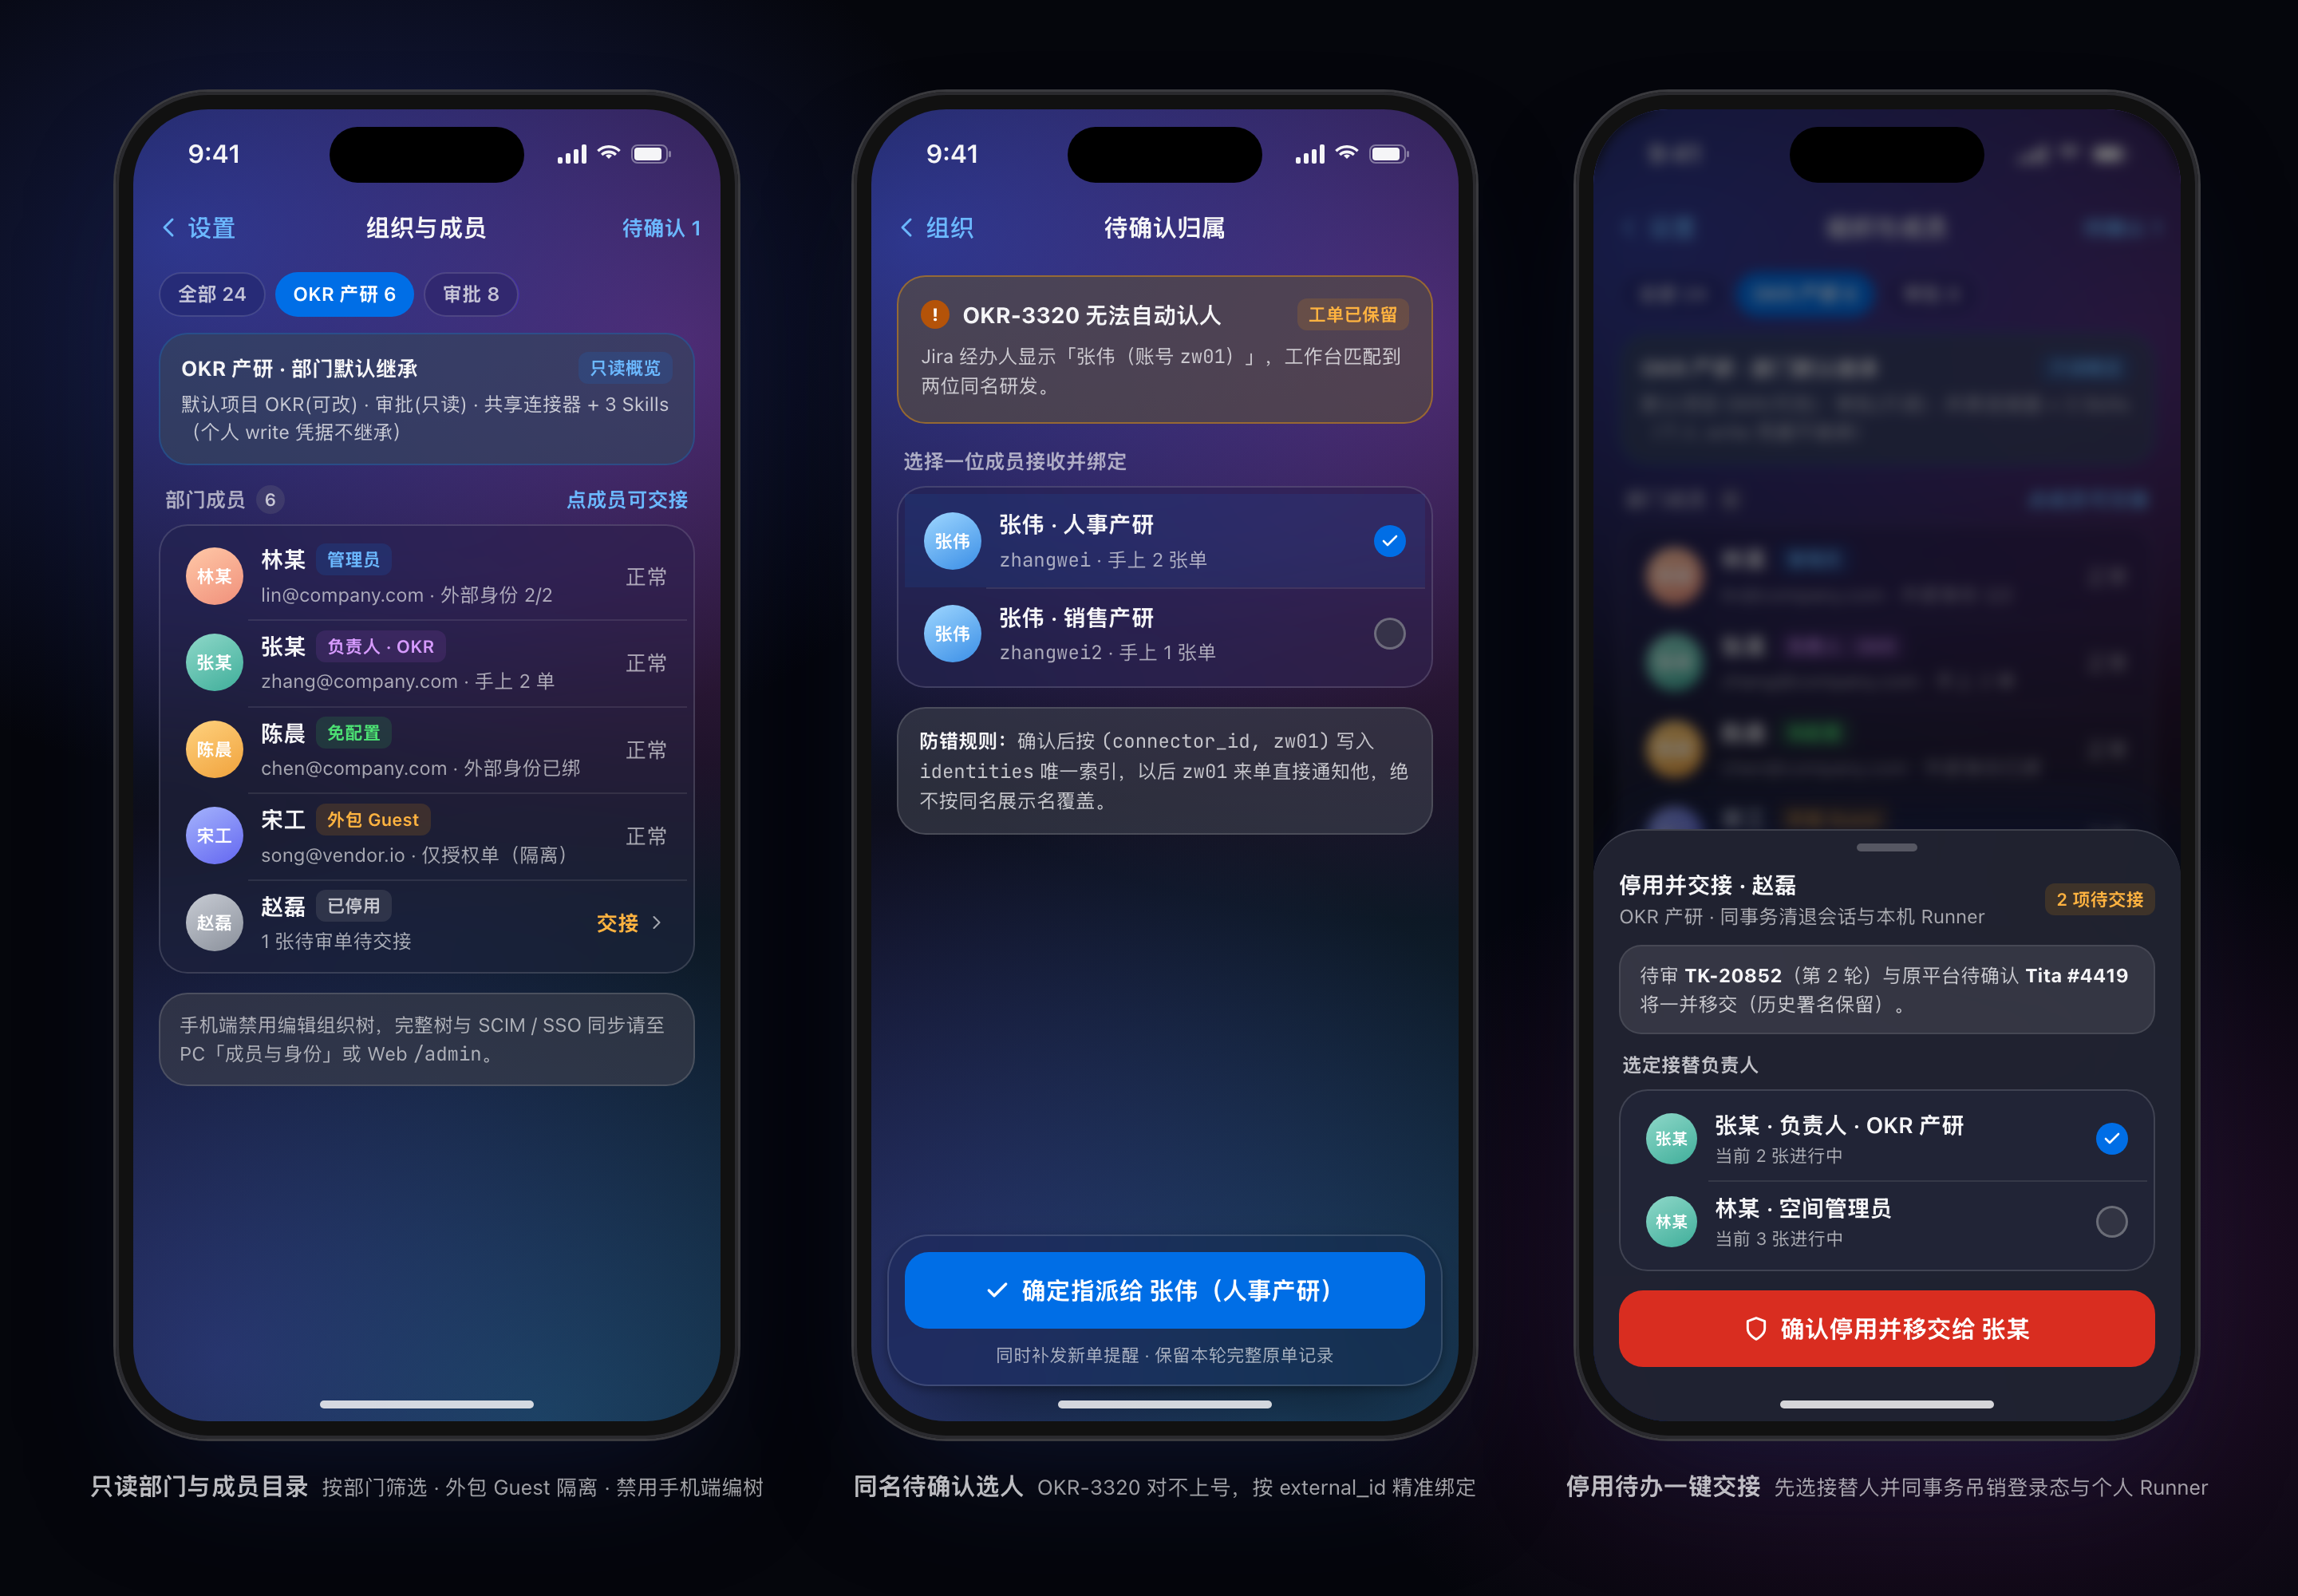 9:41
设置
组织与成员
待确认 1
全部 24
OKR 产研 6
审批 8
OKR 产研 · 部门默认继承
只读概览
默认项目 OKR(可改) · 审批(只读) · 共享连接器 + 3 Skills
（个人 write 凭据不继承）
部门成员 6
点成员可交接
林某
林某 管理员
lin@company.com · 外部身份 2/2
正常
张某
张某 负责人 · OKR
zhang@company.com · 手上 2 单
正常
陈晨
陈晨 免配置
chen@company.com · 外部身份已绑
正常
宋工
宋工 外包 Guest
song@vendor.io · 仅授权单（隔离）
正常
赵磊
赵磊 已停用
1 张待审单待交接
交接
手机端禁用编辑组织树，完整树与 SCIM / SSO 同步请至
PC「成员与身份」或 Web /admin。
只读部门与成员目录 按部门筛选 · 外包 Guest 隔离 · 禁用手机端编树
9:41
组织
待确认归属
! OKR-3320 无法自动认人
工单已保留
Jira 经办人显示「张伟（账号 zw01）」，工作台匹配到
两位同名研发。
选择一位成员接收并绑定
张伟
张伟 · 人事产研
zhangwei · 手上 2 张单
张伟
张伟 · 销售产研
zhangwei2 · 手上 1 张单
防错规则：确认后按 (connector_id, zw01) 写入
identities 唯一索引，以后 zw01 来单直接通知他，绝
不按同名展示名覆盖。
确定指派给 张伟（人事产研）
同时补发新单提醒 · 保留本轮完整原单记录
同名待确认选人 OKR-3320 对不上号，按 external_id 精准绑定
停用并交接 · 赵磊
OKR 产研 · 同事务清退会话与本机 Runner
2 项待交接
待审 TK-20852（第 2 轮）与原平台待确认 Tita #4419
将一并移交（历史署名保留）。
选定接替负责人
张某
张某 · 负责人 · OKR 产研
当前 2 张进行中
林某
林某 · 空间管理员
当前 3 张进行中
确认停用并移交给 张某
停用待办一键交接 先选接替人并同事务吊销登录态与个人 Runner